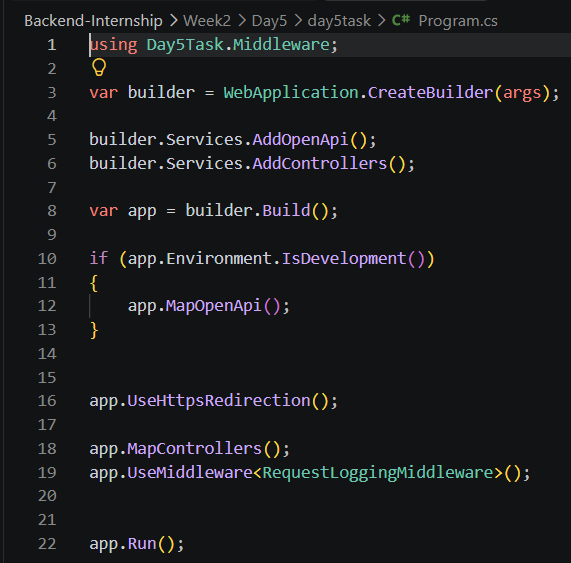 Backend-Internship > Week2 > Day5 > day5task > C# Program.cs
1 using Day5Task.Middleware;
2
3 var builder = WebApplication.CreateBuilder(args);
4
5 builder.Services.AddOpenApi();
6 builder.Services.AddControllers();
7
8 var app = builder.Build();
9
10 if (app.Environment.IsDevelopment())
11 {
12     app.MapOpenApi();
13 }
14
15
16 app.UseHttpsRedirection();
17
18 app.MapControllers();
19 app.UseMiddleware<RequestLoggingMiddleware>();
20
21
22 app.Run();